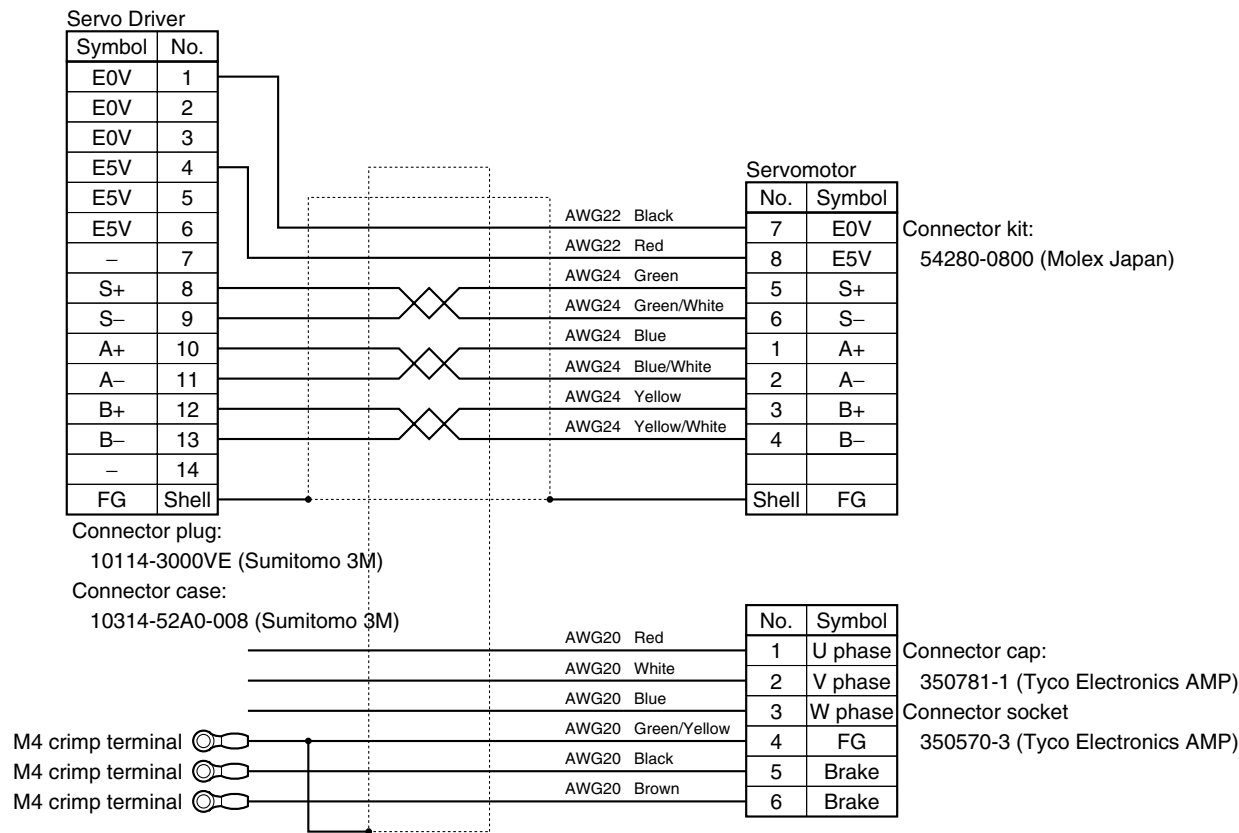 Servo Driver
Symbol No.
E0V 1
E0V 2
E0V 3
E5V 4
E5V 5
E5V 6
– 7
S+ 8
S– 9
A+ 10
A– 11
B+ 12
B– 13
– 14
FG Shell
Connector plug:
10114-3000VE (Sumitomo 3M)
Connector case:
10314-52A0-008 (Sumitomo 3M)
AWG22 Black
AWG22 Red
AWG24 Green
AWG24 Green/White
AWG24 Blue
AWG24 Blue/White
AWG24 Yellow
AWG24 Yellow/White
Servomotor
No. Symbol
7 E0V
8 E5V
5 S+
6 S–
1 A+
2 A–
3 B+
4 B–
Shell FG
Connector kit:
54280-0800 (Molex Japan)
AWG20 Red
AWG20 White
AWG20 Blue
AWG20 Green/Yellow
AWG20 Black
AWG20 Brown
M4 crimp terminal
M4 crimp terminal
M4 crimp terminal
No. Symbol
1 U phase
2 V phase
3 W phase
4 FG
5 Brake
6 Brake
Connector cap:
350781-1 (Tyco Electronics AMP)
Connector socket
350570-3 (Tyco Electronics AMP)